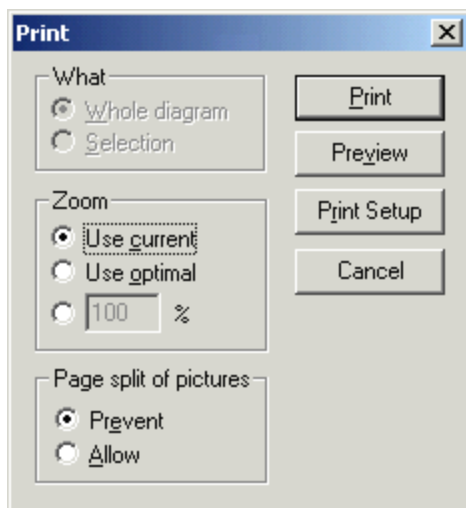 Print
What
Whole diagram
Selection
Zoom
Use current
Use optimal
100 %
Page split of pictures
Prevent
Allow
Print
Preview
Print Setup
Cancel